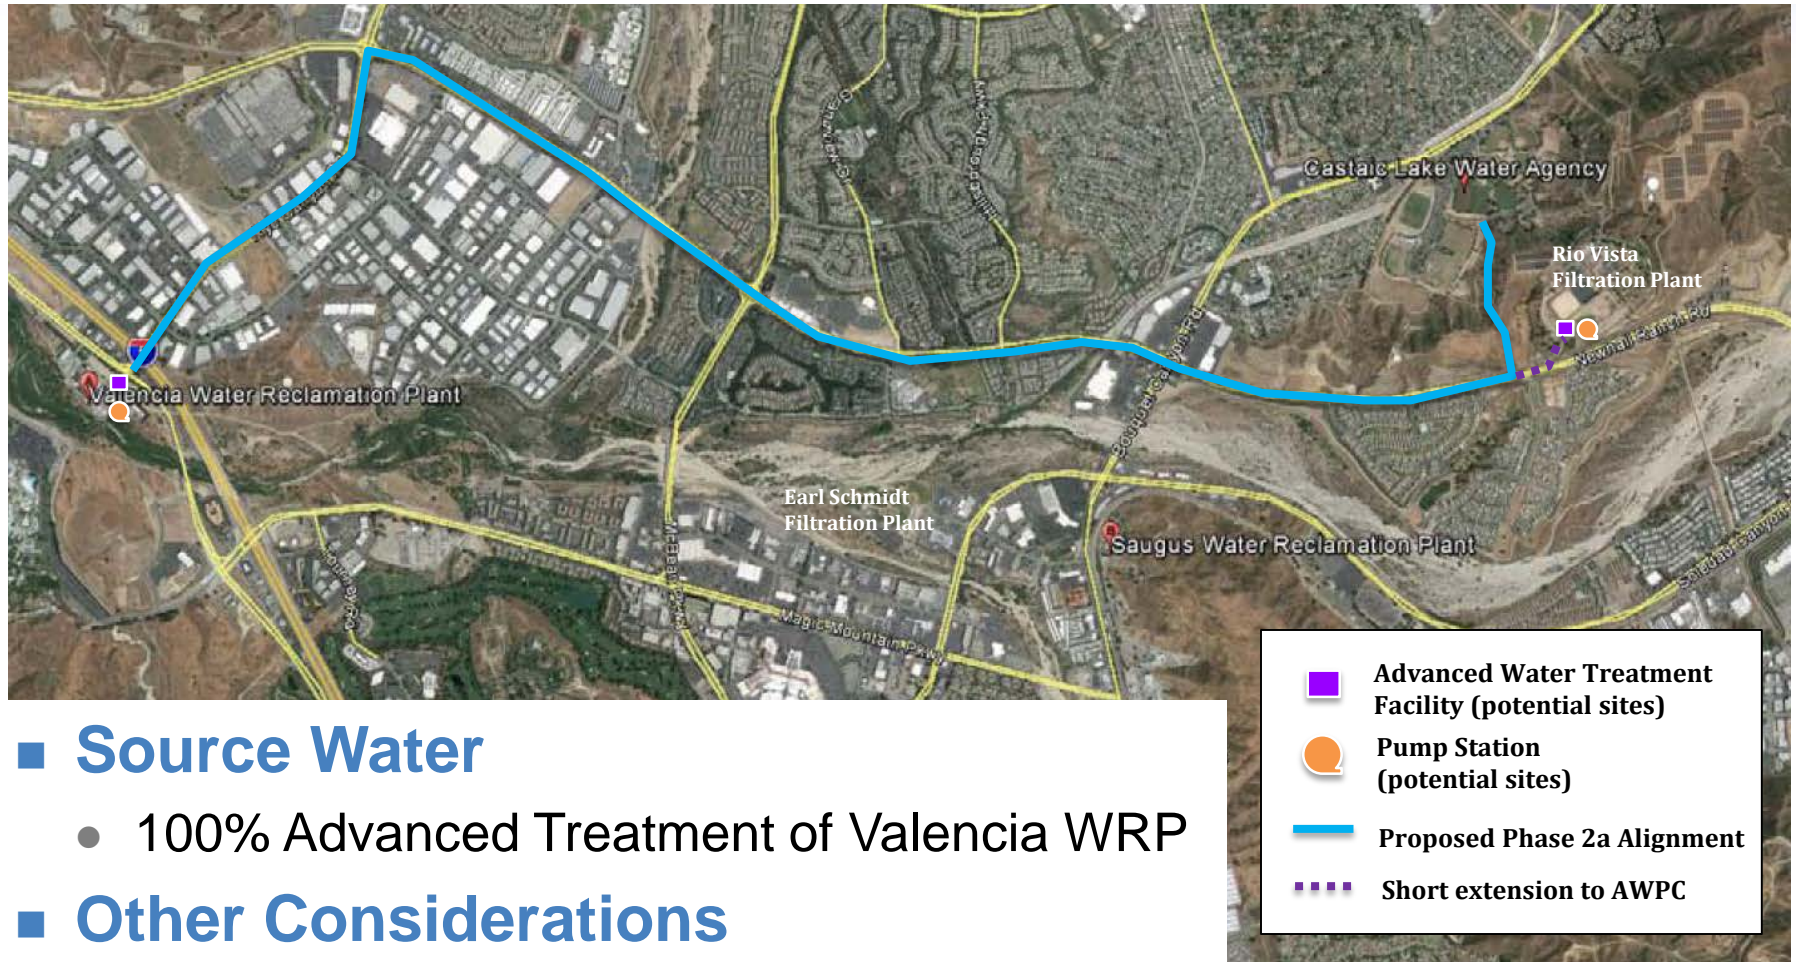 Castaic Lake Water Agency
Rio Vista
Filtration Plant
Newhall Ranch Rd
Bouquet Canyon Rd
Valencia Water Reclamation Plant
Earl Schmidt
Filtration Plant
Saugus Water Reclamation Plant
McBean Pkwy
Magic Mountain Pkwy
Soledad Canyon
Advanced Water Treatment
Facility (potential sites)
Pump Station
(potential sites)
Proposed Phase 2a Alignment
Short extension to AWPC
Source Water
100% Advanced Treatment of Valencia WRP
Other Considerations